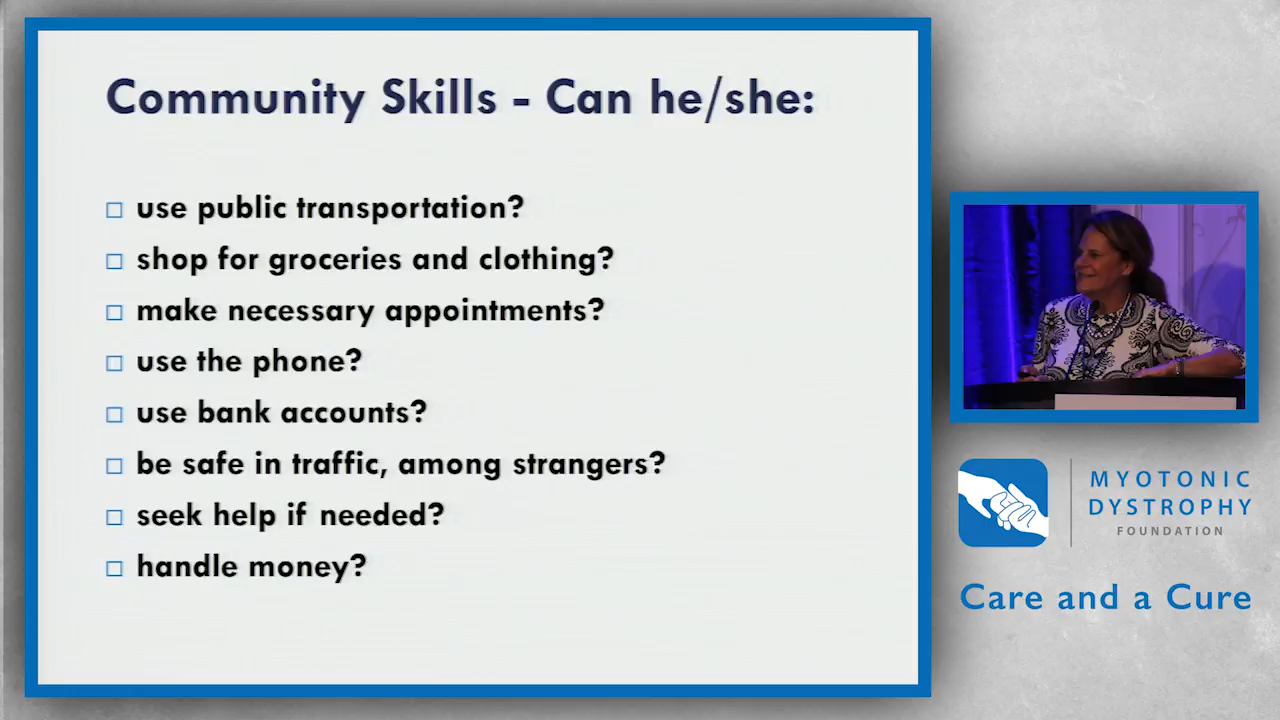 Community Skills - Can he/she:
use public transportation?
shop for groceries and clothing?
make necessary appointments?
use the phone?
use bank accounts?
be safe in traffic, among strangers?
seek help if needed?
handle money?
MYOTONIC
DYSTROPHY
FOUNDATION
Care and a Cure